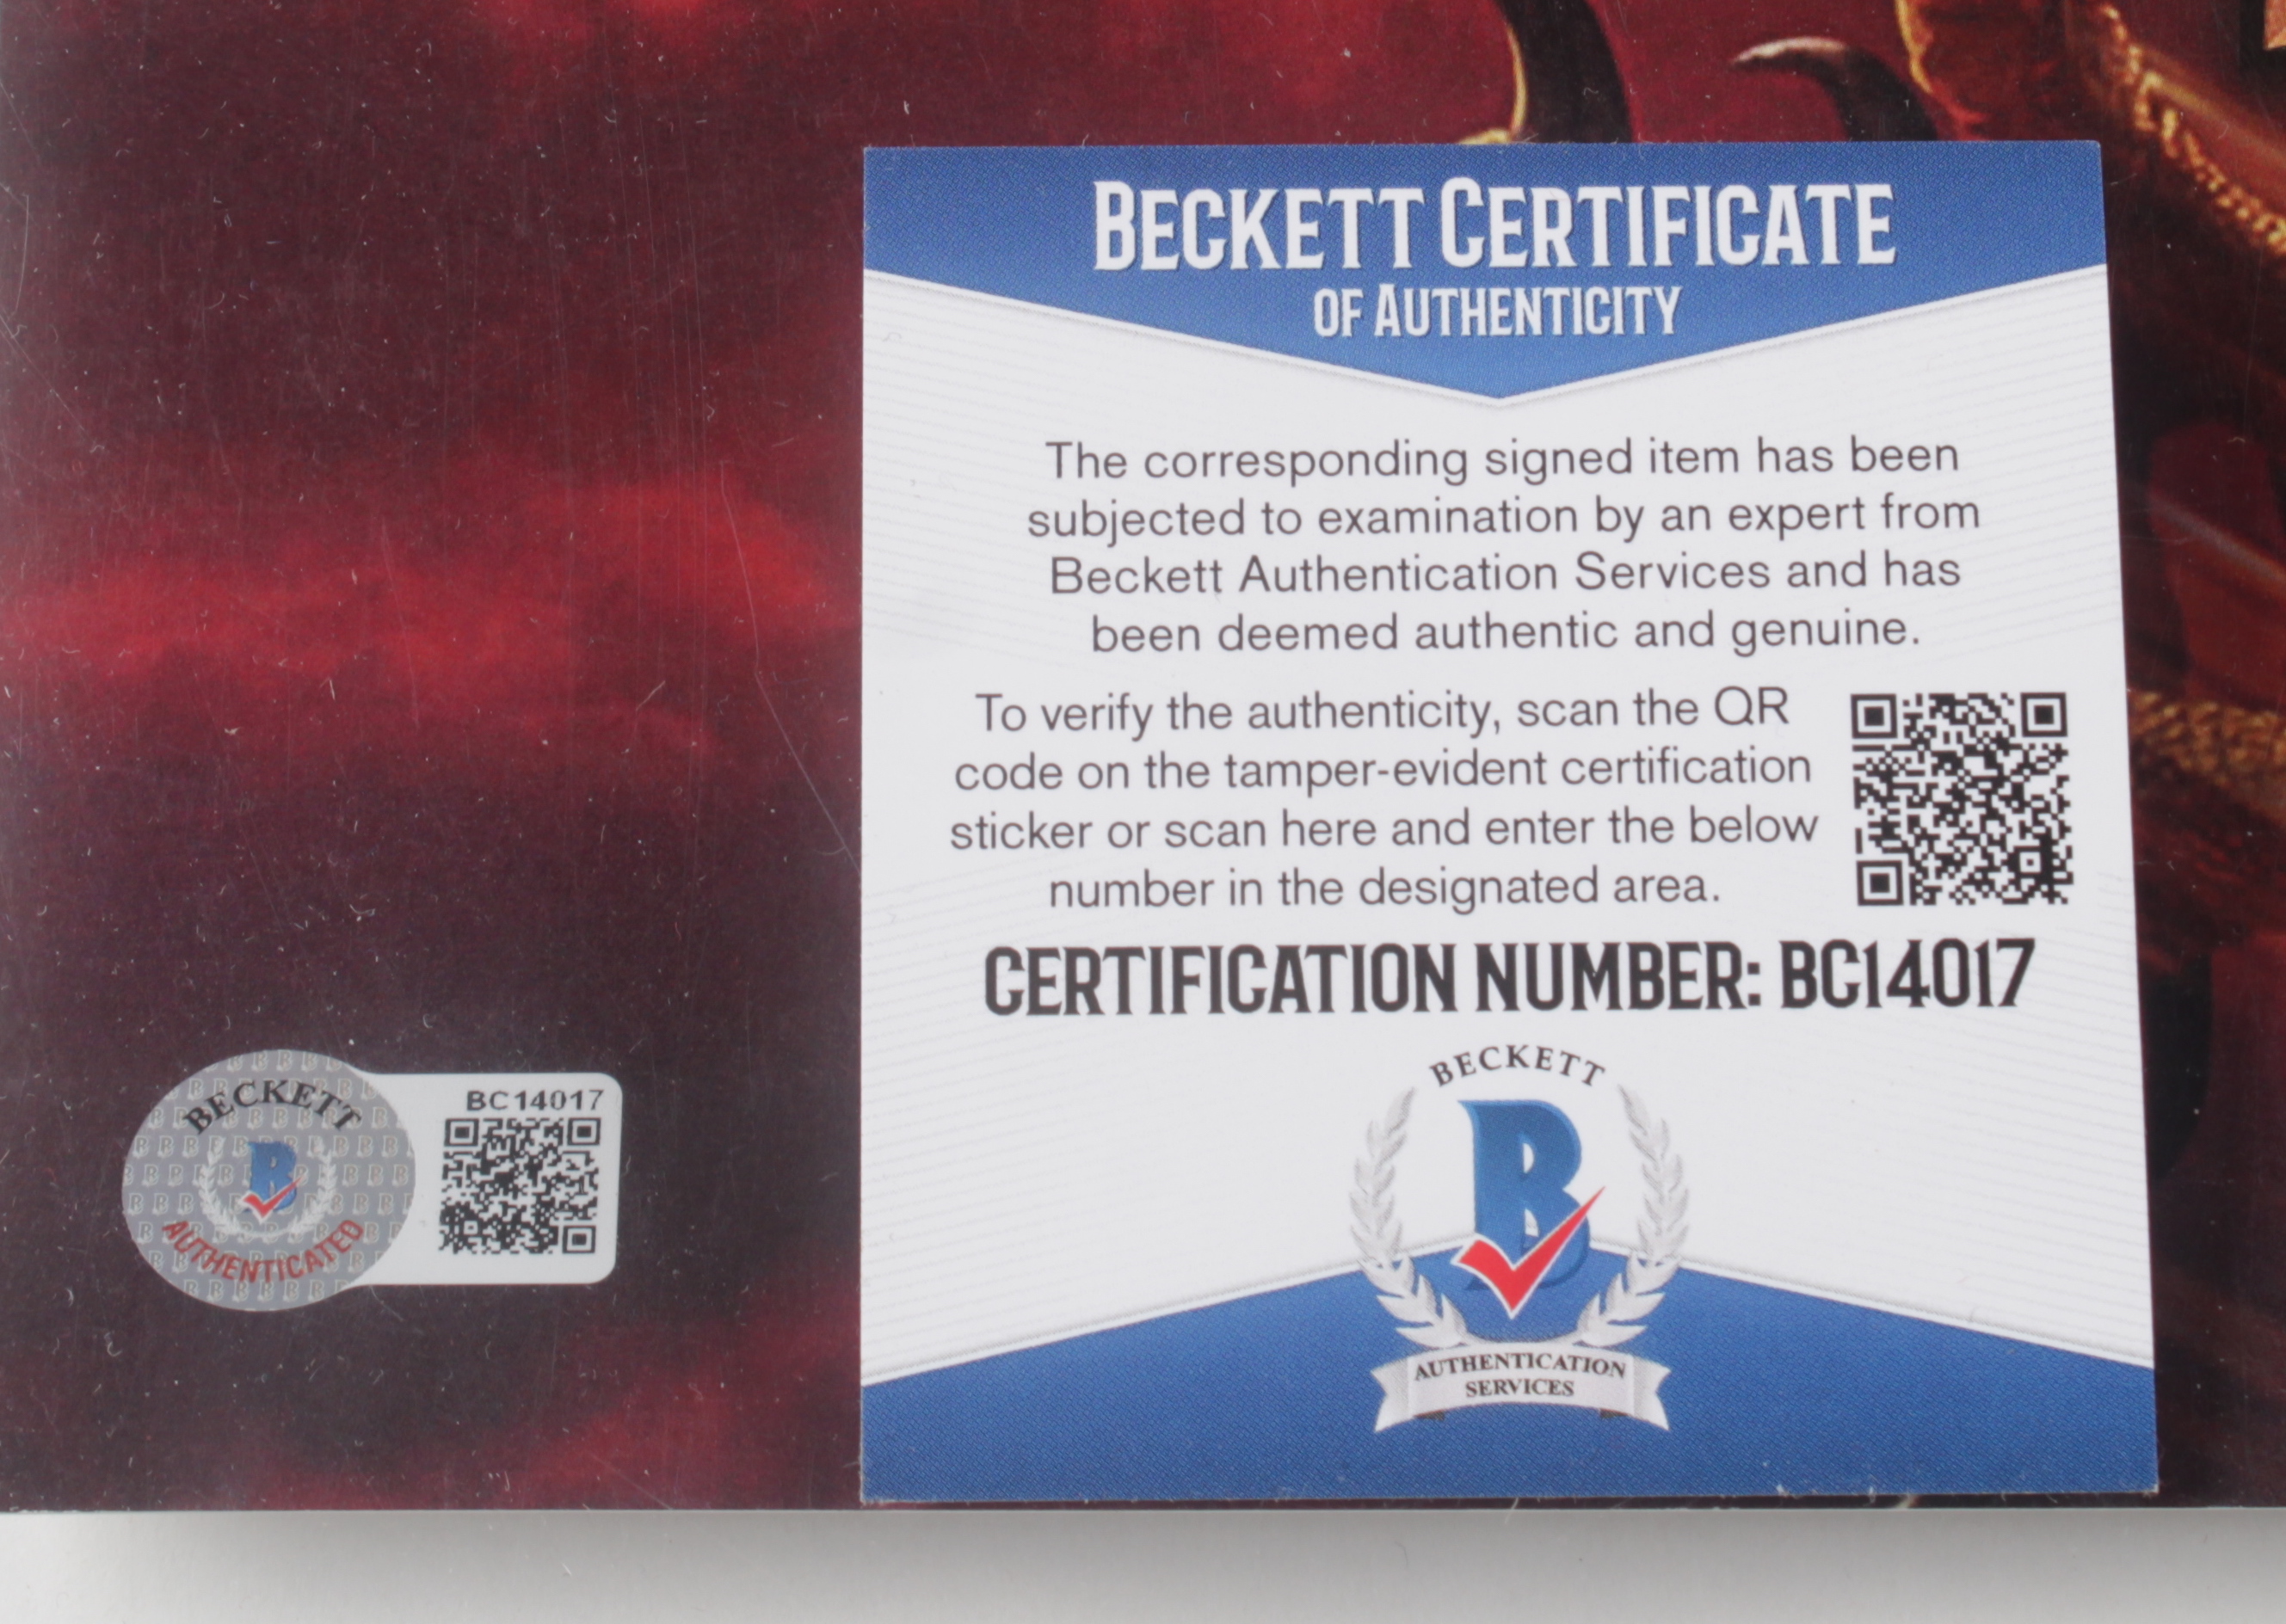 BECKETT CERTIFICATE
OF AUTHENTICITY
The corresponding signed item has been
subjected to examination by an expert from
Beckett Authentication Services and has
been deemed authentic and genuine.
To verify the authenticity, scan the QR
code on the tamper-evident certification
sticker or scan here and enter the below
number in the designated area.
CERTIFICATION NUMBER: BC14017
BECKETT
B
AUTHENTICATION
SERVICES
BECKETT
B
AUTHENTICATED
BC14017